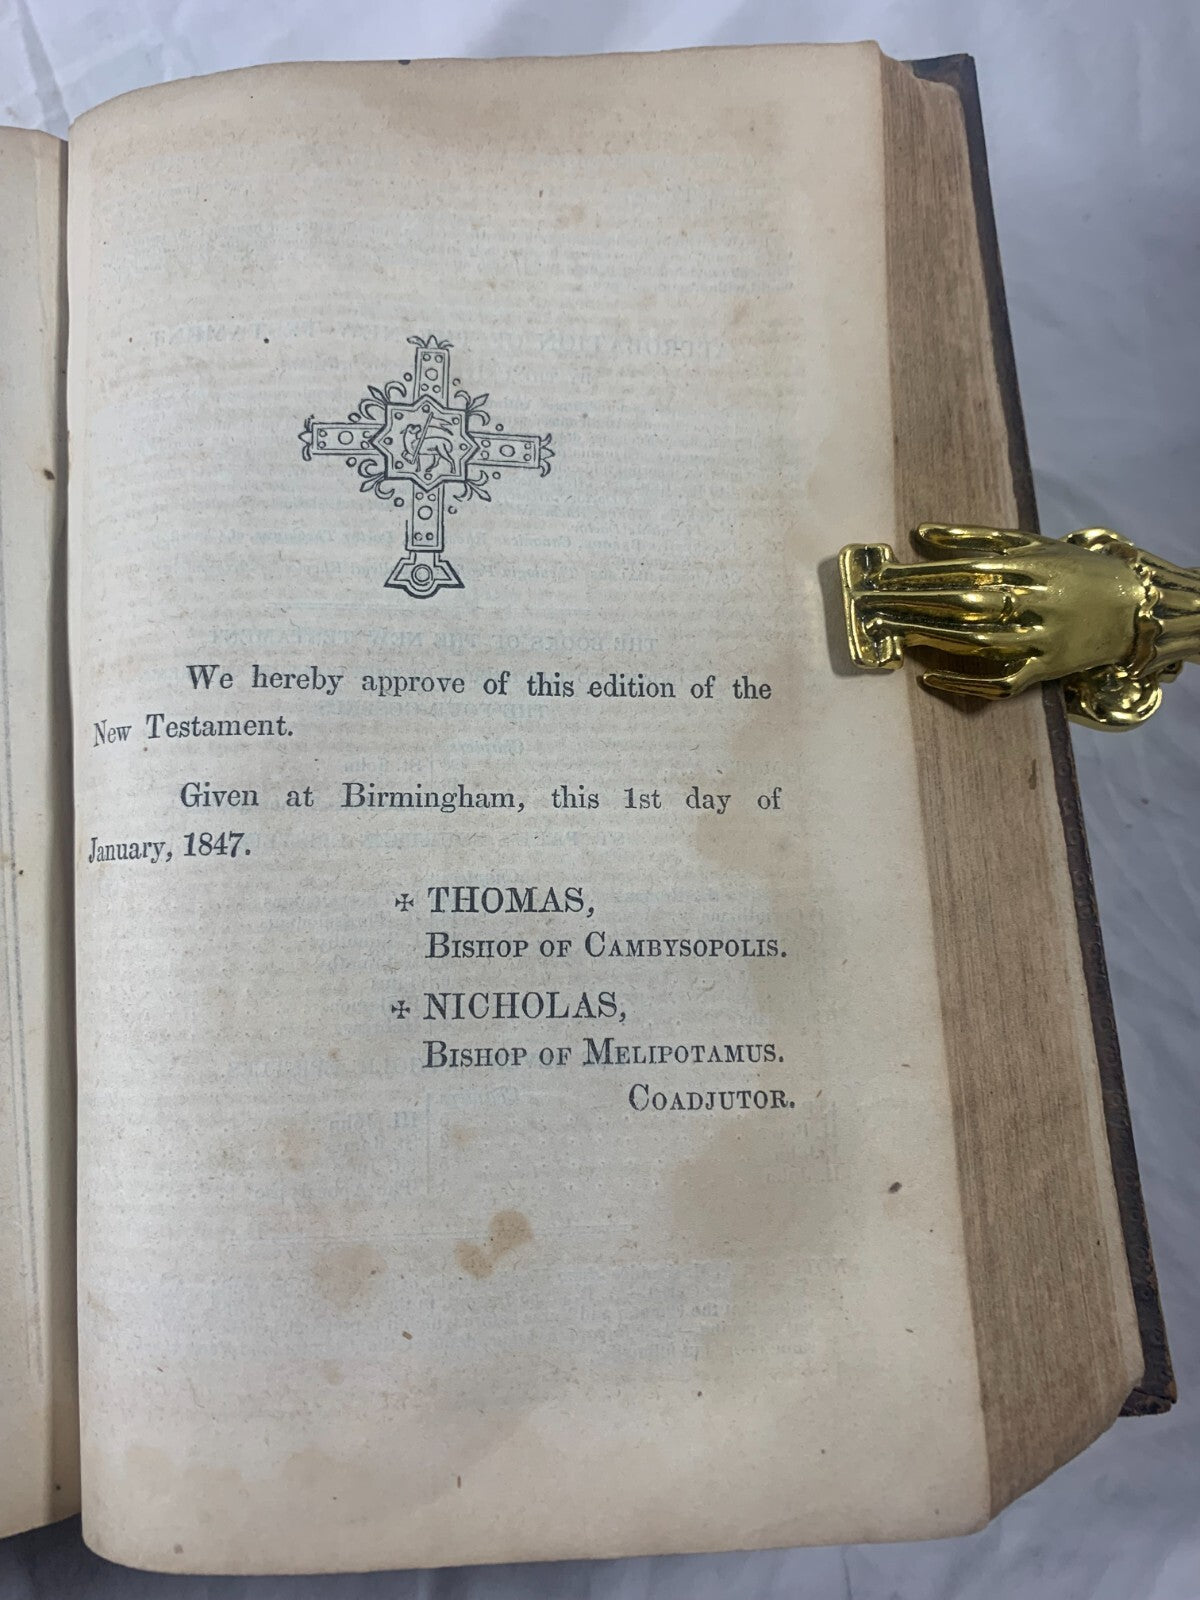 We hereby approve of this edition of the
New Testament.
Given at Birmingham, this 1st day of
January, 1847.
✠ THOMAS,
BISHOP OF CAMBYSOPOLIS.
✠ NICHOLAS,
BISHOP OF MELIPOTAMUS.
COADJUTOR.